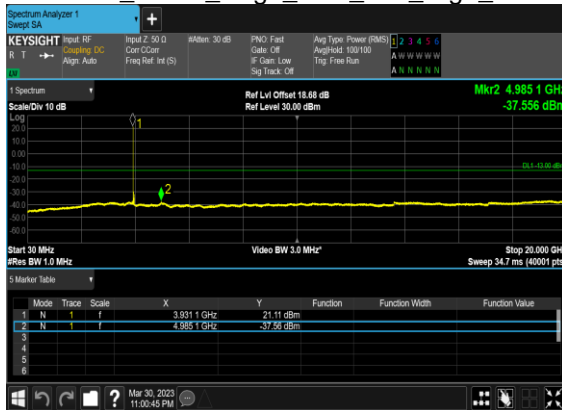 Spectrum Analyzer 1
Swept SA
+
KEYSIGHT Input: RF Input Z: 50 Ω #Atten: 30 dB PNO: Fast Avg Type: Power (RMS) 1 2 3 4 5 6
R T Coupling: DC Corr CCorr Gate: Off Avg|Hold: 100/100 A W W W W W
Align: Auto Freq Ref: Int (S) IF Gain: Low Trig: Free Run
Sig Track: Off A N N N N N
LXI
1 Spectrum Ref Lvl Offset 18.68 dB Mkr2 4.985 1 GHz
Scale/Div 10 dB Ref Level 30.00 dBm -37.556 dBm
Log
20.0
10.0
0.00
-10.0
-20.0
-30.0
-40.0
-50.0
-60.0
1
2
DL1 -13.00 dBm
Start 30 MHz Video BW 3.0 MHz* Stop 20.000 GH
#Res BW 1.0 MHz Sweep 34.7 ms (40001 pts
5 Marker Table
Mode Trace Scale X Y Function Function Width Function Value
1 N 1 f 3.931 1 GHz 21.11 dBm
2 N 1 f 4.985 1 GHz -37.56 dBm
3
4
5
6
? Mar 30, 2023
11:00:45 PM